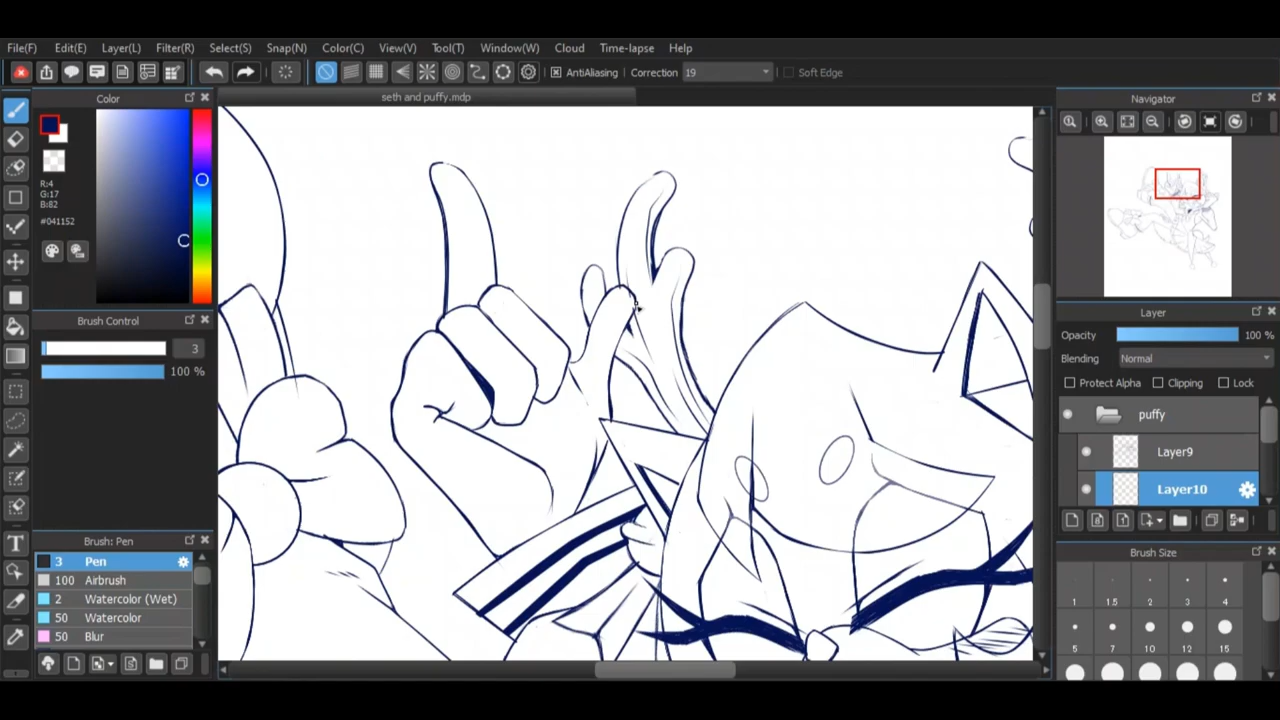 File(F) Edit(E) Layer(L) Filter(R) Select(S) Snap(N) Color(C) View(V) Tool(T) Window(W) Cloud Time-lapse Help
AntiAliasing Correction 19 Soft Edge
Color
seth and puffy.mdp
Navigator
R:4
G:17
B:82
#041152
Brush Control
3
100 %
Layer
Opacity 100 %
Blending Normal
Protect Alpha Clipping Lock
puffy
Layer9
Layer10
Brush: Pen
3 Pen
100 Airbrush
2 Watercolor (Wet)
50 Watercolor
50 Blur
T
Brush Size
1 1.5 2 3 4
5 7 10 12 15